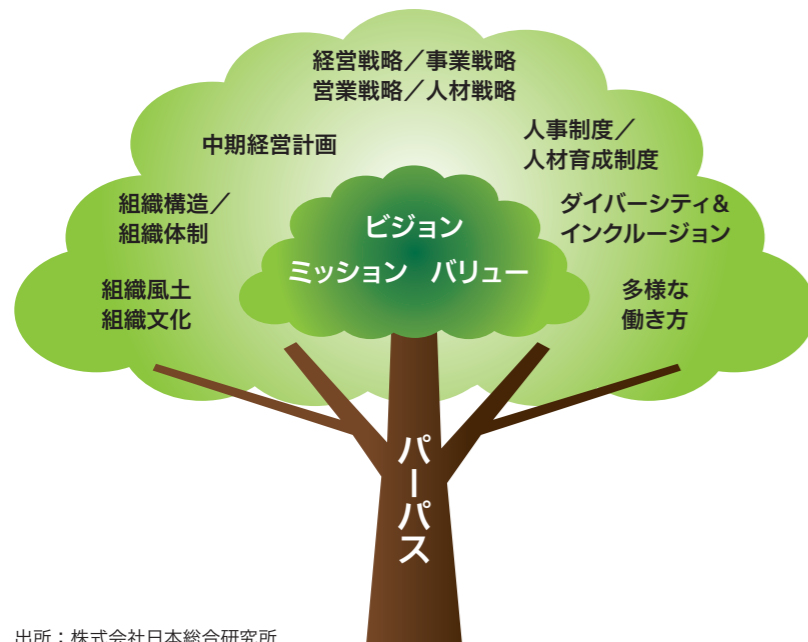 経営戦略／事業戦略
営業戦略／人材戦略
中期経営計画
人事制度／
人材育成制度
組織構造／
組織体制
ダイバーシティ&
インクルージョン
ビジョン
ミッション　バリュー
組織風土
組織文化
多様な
働き方
パーパス
出所：株式会社日本総合研究所